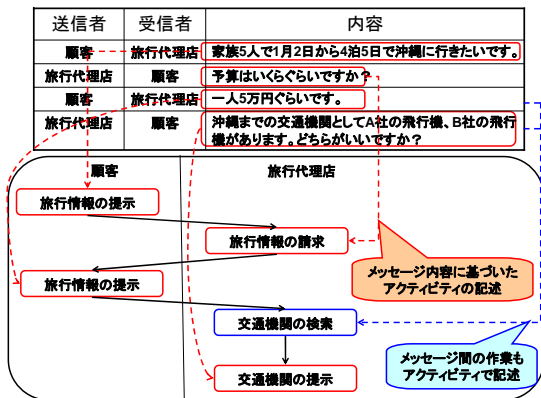 送信者 受信者 内容
顧客 旅行代理店 家族5人で1月2日から4泊5日で沖縄に行きたいです。
旅行代理店 顧客 予算はいくらぐらいですか?
顧客 旅行代理店 一人5万円ぐらいです。
旅行代理店 顧客 沖縄までの交通機関としてA社の飛行機、B社の飛行
機があります。どちらがいいですか?
顧客 旅行代理店
旅行情報の提示
旅行情報の請求
旅行情報の提示
メッセージ内容に基づいた
アクティビティの記述
交通機関の検索
メッセージ間の作業も
アクティビティで記述
交通機関の提示